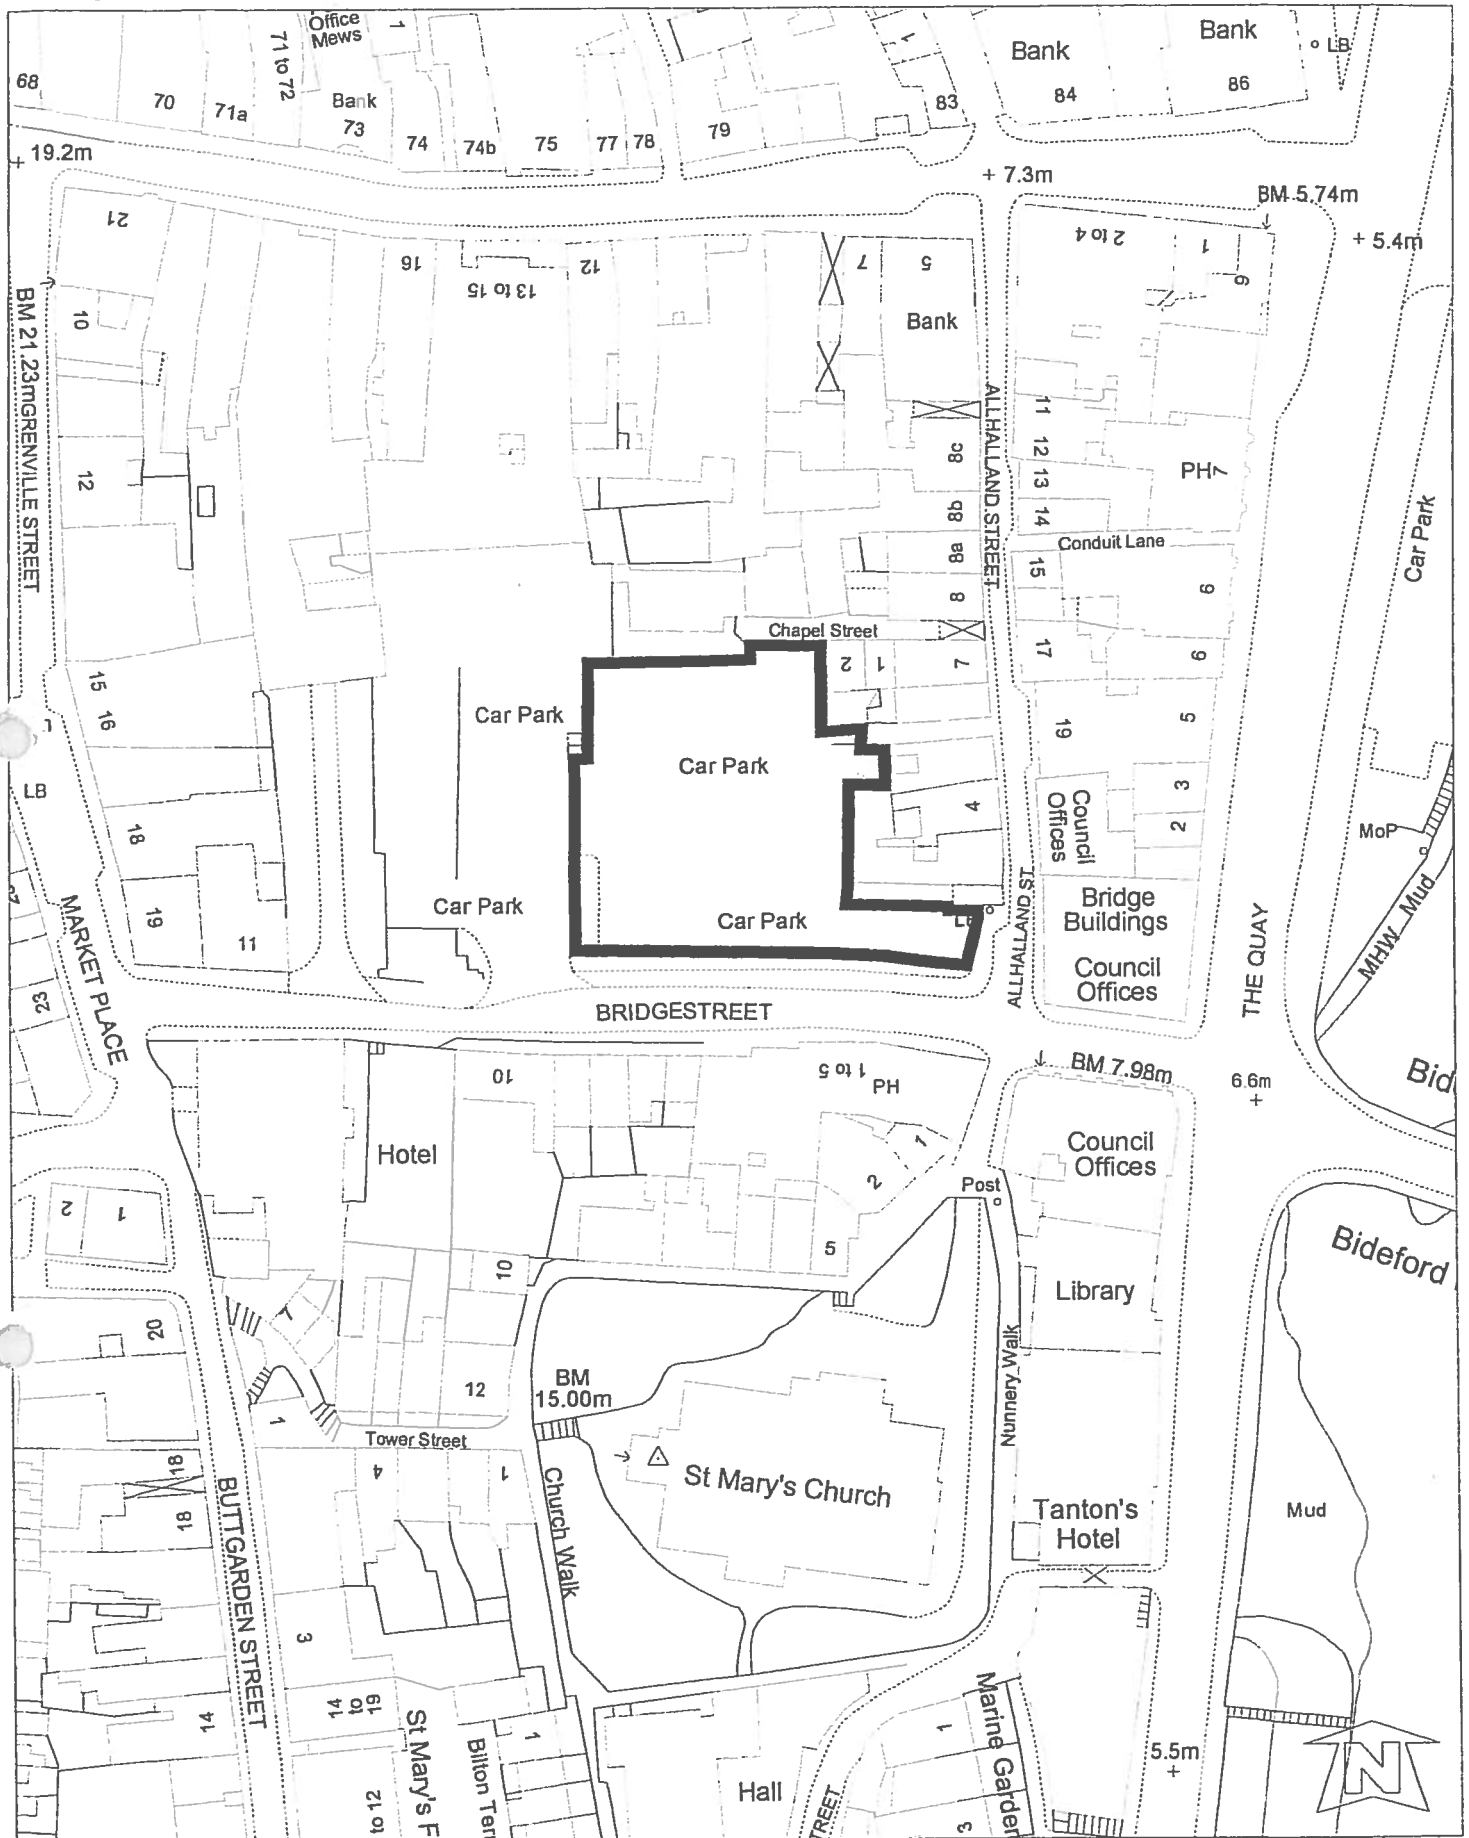 Office
Mews
1
Bank
Bank
LB
68
70
71a
71 to 72
Bank
73
74
74b
75
77
78
79
1
83
84
86
19.2m
7.3m
BM 5.74m
5.4m
21
16
13 to 15
12
7
5
2 to 4
1
9
BM 21.23m
GRENVILLE STREET
10
Bank
12
8c
8b
8a
8
ALLHALLAND STREET
11
12
13
14
PH
7
Conduit Lane
15
6
17
6
Car Park
Chapel Street
2
1
7
15
16
Car Park
Car Park
19
5
LB
18
4
Council
Offices
3
2
MoP
Mud
MHW
MARKET PLACE
19
11
Car Park
Car Park
ALLHALLAND ST
Bridge
Buildings
Council
Offices
THE QUAY
23
BRIDGESTREET
BM 7.98m
6.6m
10
1 to 5
PH
Hotel
1
2
Council
Offices
Post
2
1
5
10
Library
Bideford
7
20
12
BM
15.00m
Nunnery Walk
1
Tower Street
4
1
St Mary's Church
Church Walk
18
18
BUTTGARDEN STREET
Tanton's
Hotel
Mud
3
14
14
to
19
St Mary's
1
Hall
1
3
Marine
5.5m
to 12
Bilton
N